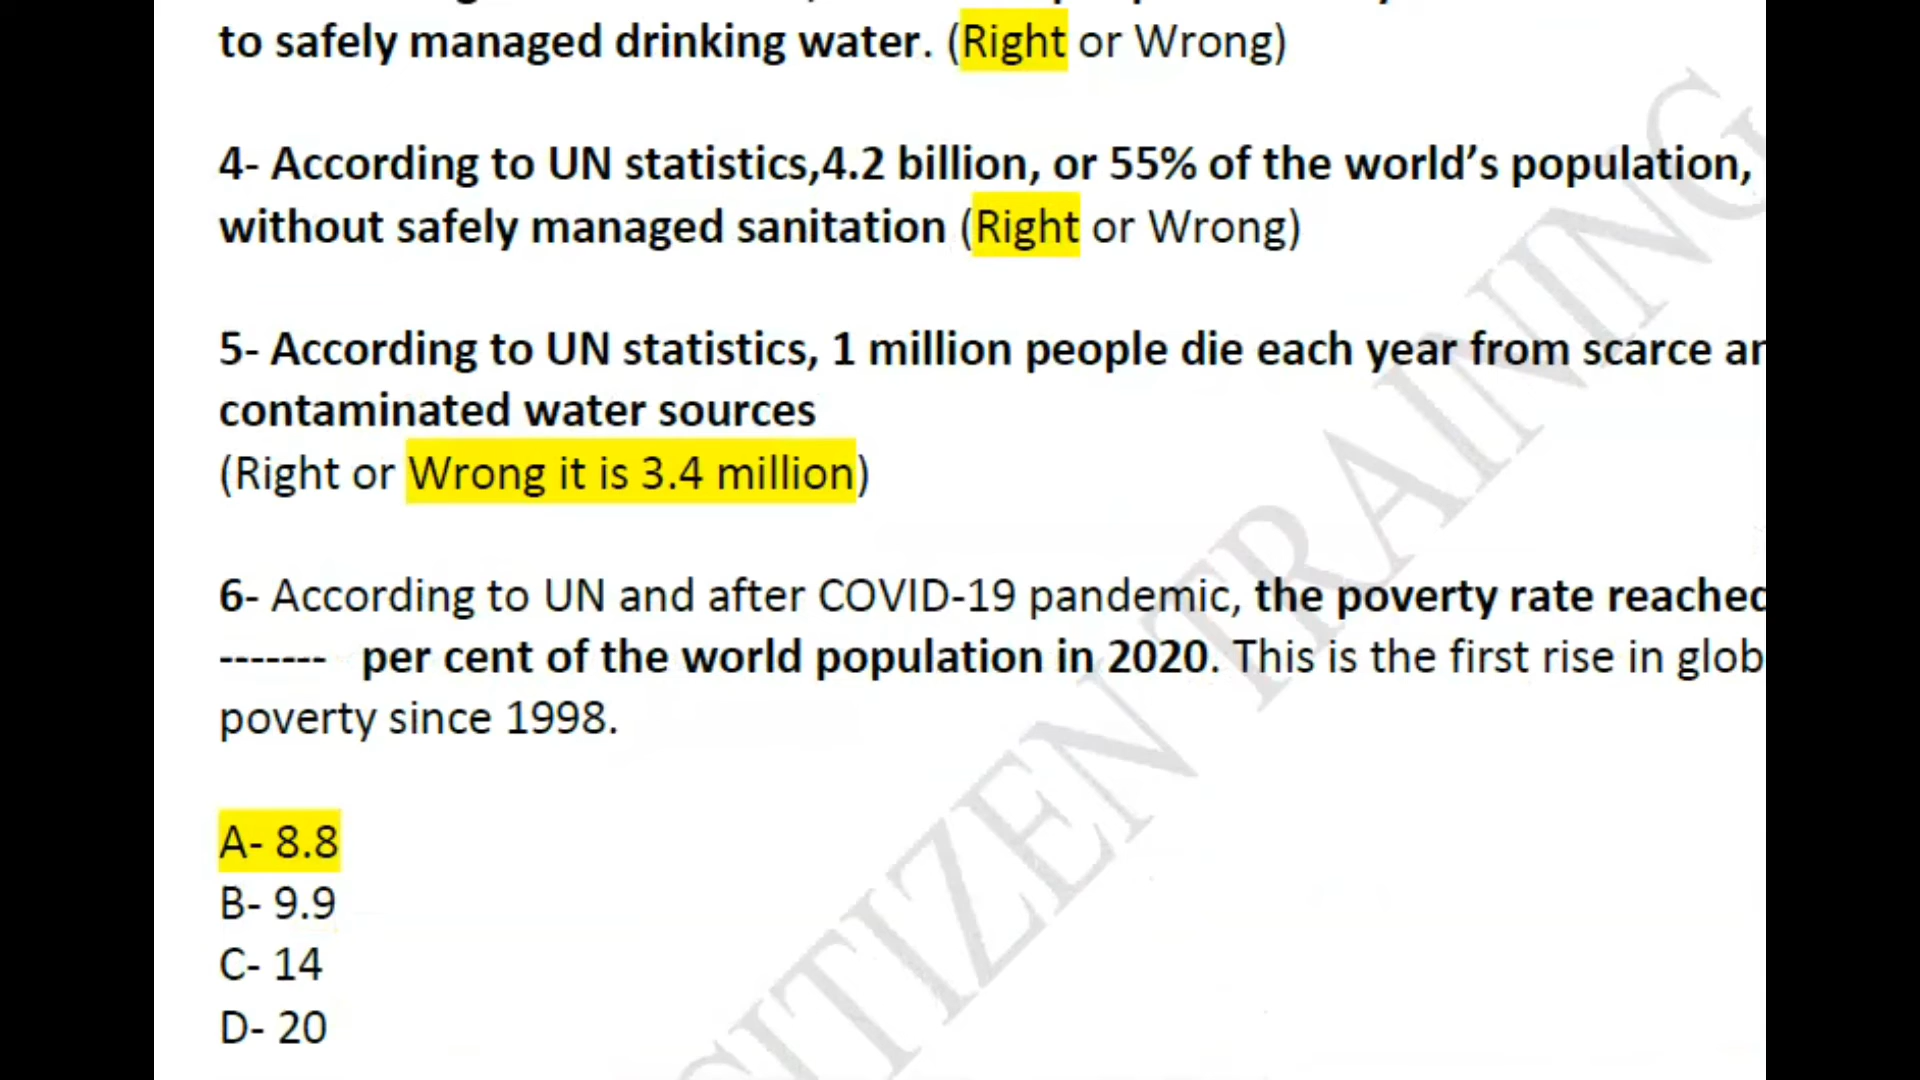 to safely managed drinking water. (Right or Wrong)
4- According to UN statistics,4.2 billion, or 55% of the world’s population,
without safely managed sanitation (Right or Wrong)
5- According to UN statistics, 1 million people die each year from scarce
contaminated water sources
(Right or Wrong it is 3.4 million)
6- According to UN and after COVID-19 pandemic, the poverty rate reached
------- per cent of the world population in 2020. This is the first rise in glob
poverty since 1998.
A- 8.8
B- 9.9
C- 14
D- 20
CITIZEN TRAINING